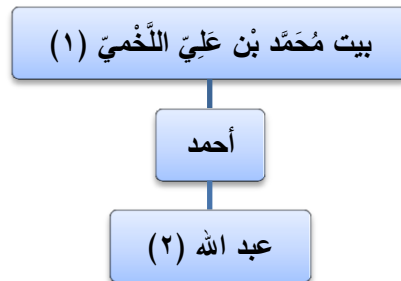 بيت مُحَمَّد بْن عَلِيّ اللَّخْميّ (١)
أحمد
عبد الله (٢)